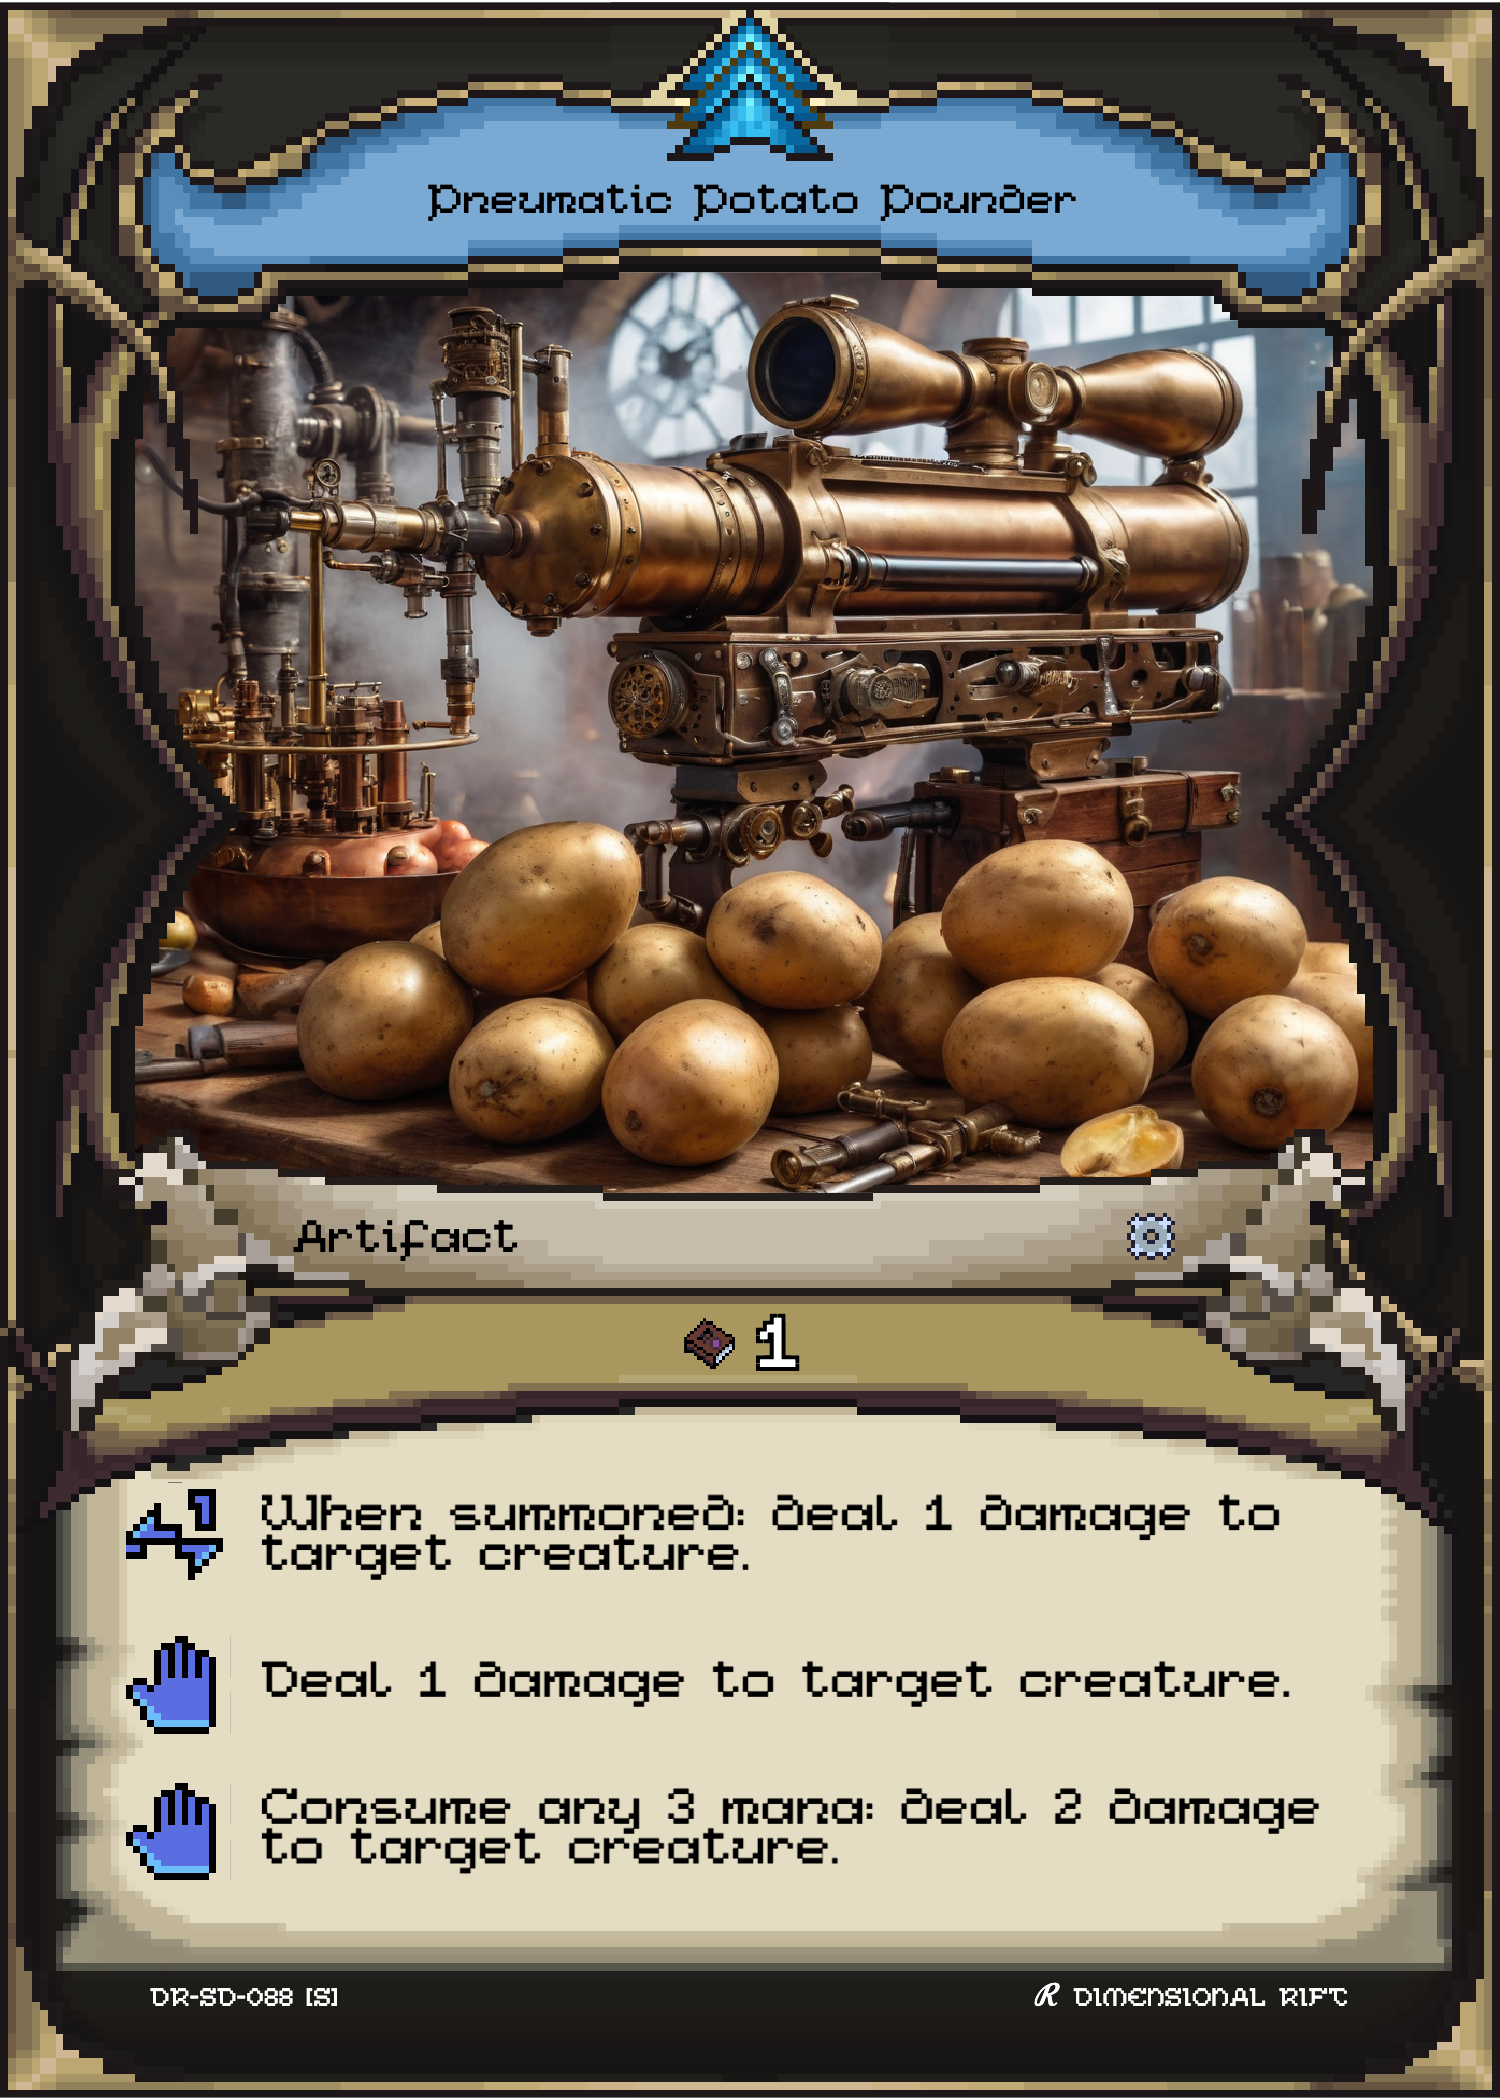 Pneumatic Potato Pounder
Artifact
1
When summoned: deal 1 damage to
target creature.
Deal 1 damage to target creature.
Consume any 3 mana: deal 2 damage
to target creature.
DR-SD-088 [S]
R DIMENSIONAL RIFT